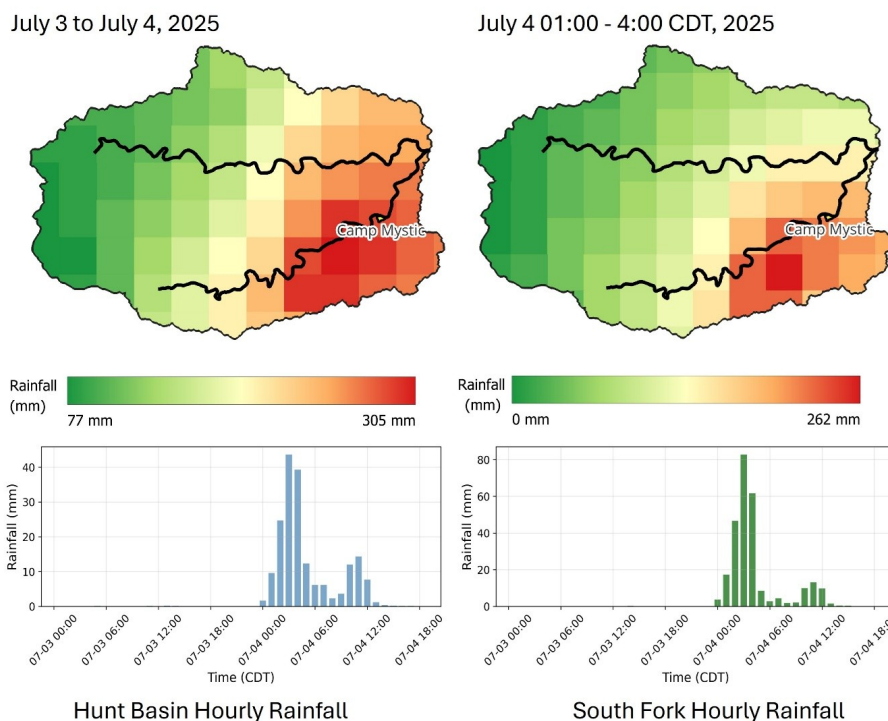 July 3 to July 4, 2025
July 4 01:00 - 4:00 CDT, 2025
Camp Mystic
Camp Mystic
Rainfall
(mm)
77 mm
305 mm
Rainfall
(mm)
0 mm
262 mm
Rainfall (mm)
40
30
20
10
0
07-03 00:00
07-03 06:00
07-03 12:00
07-03 18:00
07-04 00:00
07-04 06:00
07-04 12:00
07-04 18:00
Time (CDT)
Hunt Basin Hourly Rainfall
Rainfall (mm)
80
60
40
20
0
07-03 00:00
07-03 06:00
07-03 12:00
07-03 18:00
07-04 00:00
07-04 06:00
07-04 12:00
07-04 18:00
Time (CDT)
South Fork Hourly Rainfall